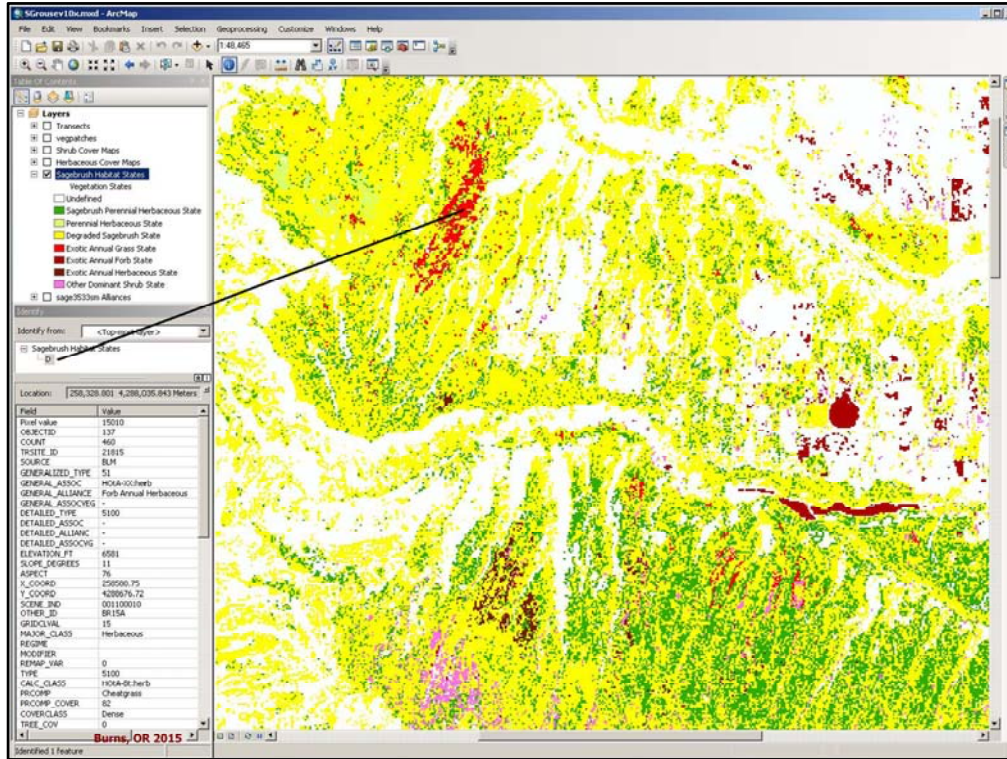 SGrousev10x.mxd - ArcMap
File Edit View Bookmarks Insert Selection Geoprocessing Customize Windows Help
1:48,465
Table Of Contents
Layers
Transects
vegpatches
Shrub Cover Maps
Herbaceous Cover Maps
Sagebrush Habitat States
Vegetation States
Undefined
Sagebrush Perennial Herbaceous State
Perennial Herbaceous State
Degraded Sagebrush State
Exotic Annual Grass State
Exotic Annual Forb State
Exotic Annual Herbaceous State
Other Dominant Shrub State
sage3533sm Alliances
Identify
Identify from: <Top-most layer>
Sagebrush Habitat States
D
Location: 258,328.801 4,288,035.843 Meters
Field Value
Pixel value 15010
OBJECTID 137
COUNT 460
TRSITE_ID 21815
SOURCE BLM
GENERALIZED_TYPE 51
GENERAL_ASSOC HOtA-XX:herb
GENERAL_ALLIANCE Forb Annual Herbaceous
GENERAL_ASSOCVEG -
DETAILED_TYPE 5100
DETAILED_ASSOC -
DETAILED_ALLIANC -
DETAILED_ASSOCVG -
ELEVATION_FT 6581
SLOPE_DEGREES 11
ASPECT 76
X_COORD 258580.75
Y_COORD 4288676.72
SCENE_IND 001100010
OTHER_ID BR15A
GRIDCLVAL 15
MAJOR_CLASS Herbaceous
REGIME
MODIFIER
REMAP_VAR 0
TYPE 5100
CALC_CLASS HOtA-Bt:herb
PRCOMP Cheatgrass
PRCOMP_COVER 82
COVERCLASS Dense
TREE_COV 0
Burns, OR 2015
Identified 1 feature